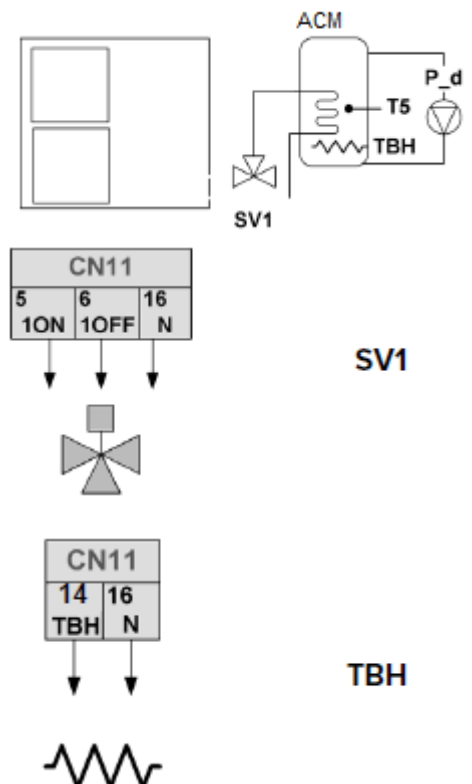 ACM
P_d
T5
TBH
SV1
CN11
5 6 16
1ON 1OFF N
SV1
CN11
14 16
TBH N
TBH